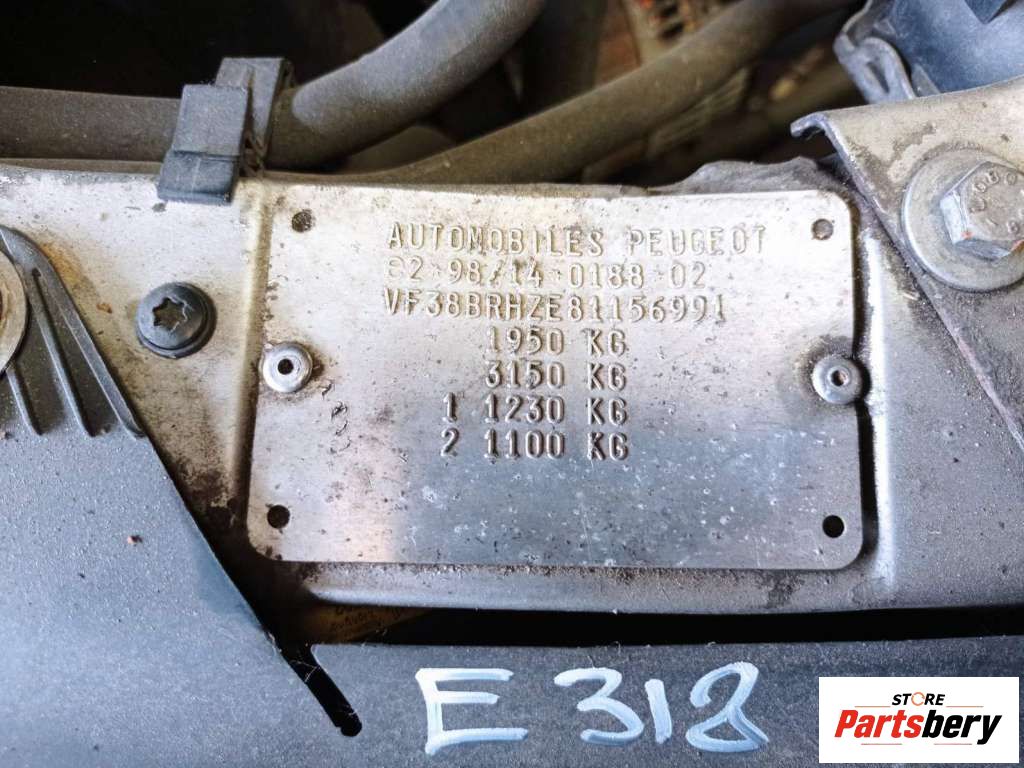 AUTOMOBILES PEUGEOT
e2*98/14*0188*02
VF38BRHZE81156991
1950 KG
3150 KG
1 1230 KG
2 1100 KG
E 318
STORE
Partsbery